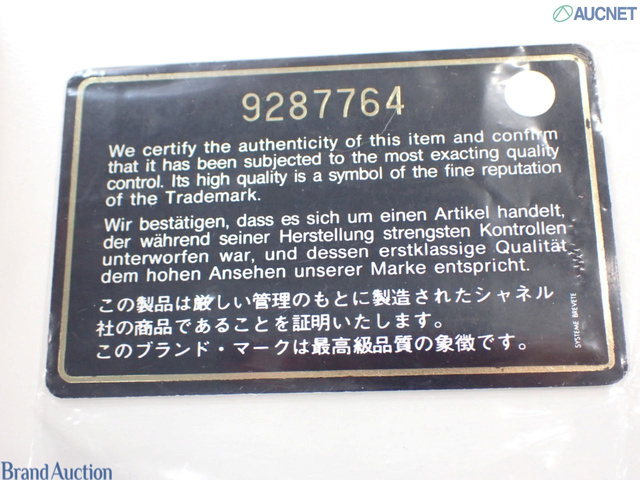 AUCNET
9287764
We certify the authenticity of this item and confirm
that it has been subjected to the most exacting quality
control. Its high quality is a symbol of the fine reputation
of the Trademark.
Wir bestätigen, dass es sich um einen Artikel handelt,
der während seiner Herstellung strengsten Kontrollen
unterworfen war, und dessen erstklassige Qualität
dem hohen Ansehen unserer Marke entspricht.
この製品は厳しい管理のもとに製造されたシャネル
社の商品であることを証明いたします。
このブランド・マークは最高級品質の象徴です。
SYSTEME BREVETE
Brand Auction